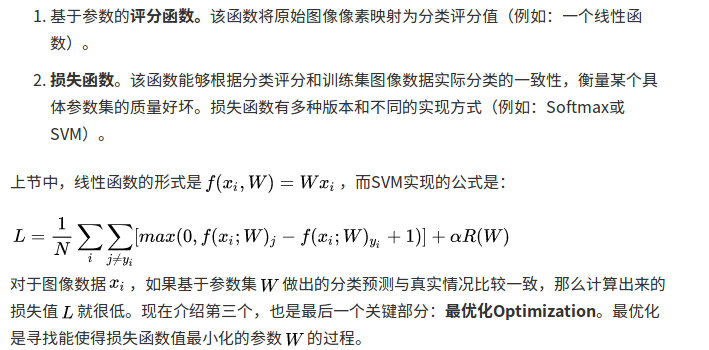 1. 基于参数的评分函数。该函数将原始图像像素映射为分类评分值（例如：一个线性函
数）。
2. 损失函数。该函数能够根据分类评分和训练集图像数据实际分类的一致性，衡量某个具
体参数集的质量好坏。损失函数有多种版本和不同的实现方式（例如：Softmax或
SVM）。
上节中，线性函数的形式是 f(x_i, W) = Wx_i ，而SVM实现的公式是：
L = \frac{1}{N} \sum_i \sum_{j \neq y_i} [max(0, f(x_i; W)_j − f(x_i; W)_{y_i} + 1)] + αR(W)
对于图像数据 x_i ，如果基于参数集 W 做出的分类预测与真实情况比较一致，那么计算出来的
损失值 L 就很低。现在介绍第三个，也是最后一个关键部分：最优化Optimization。最优化
是寻找能使得损失函数值最小化的参数 W 的过程。